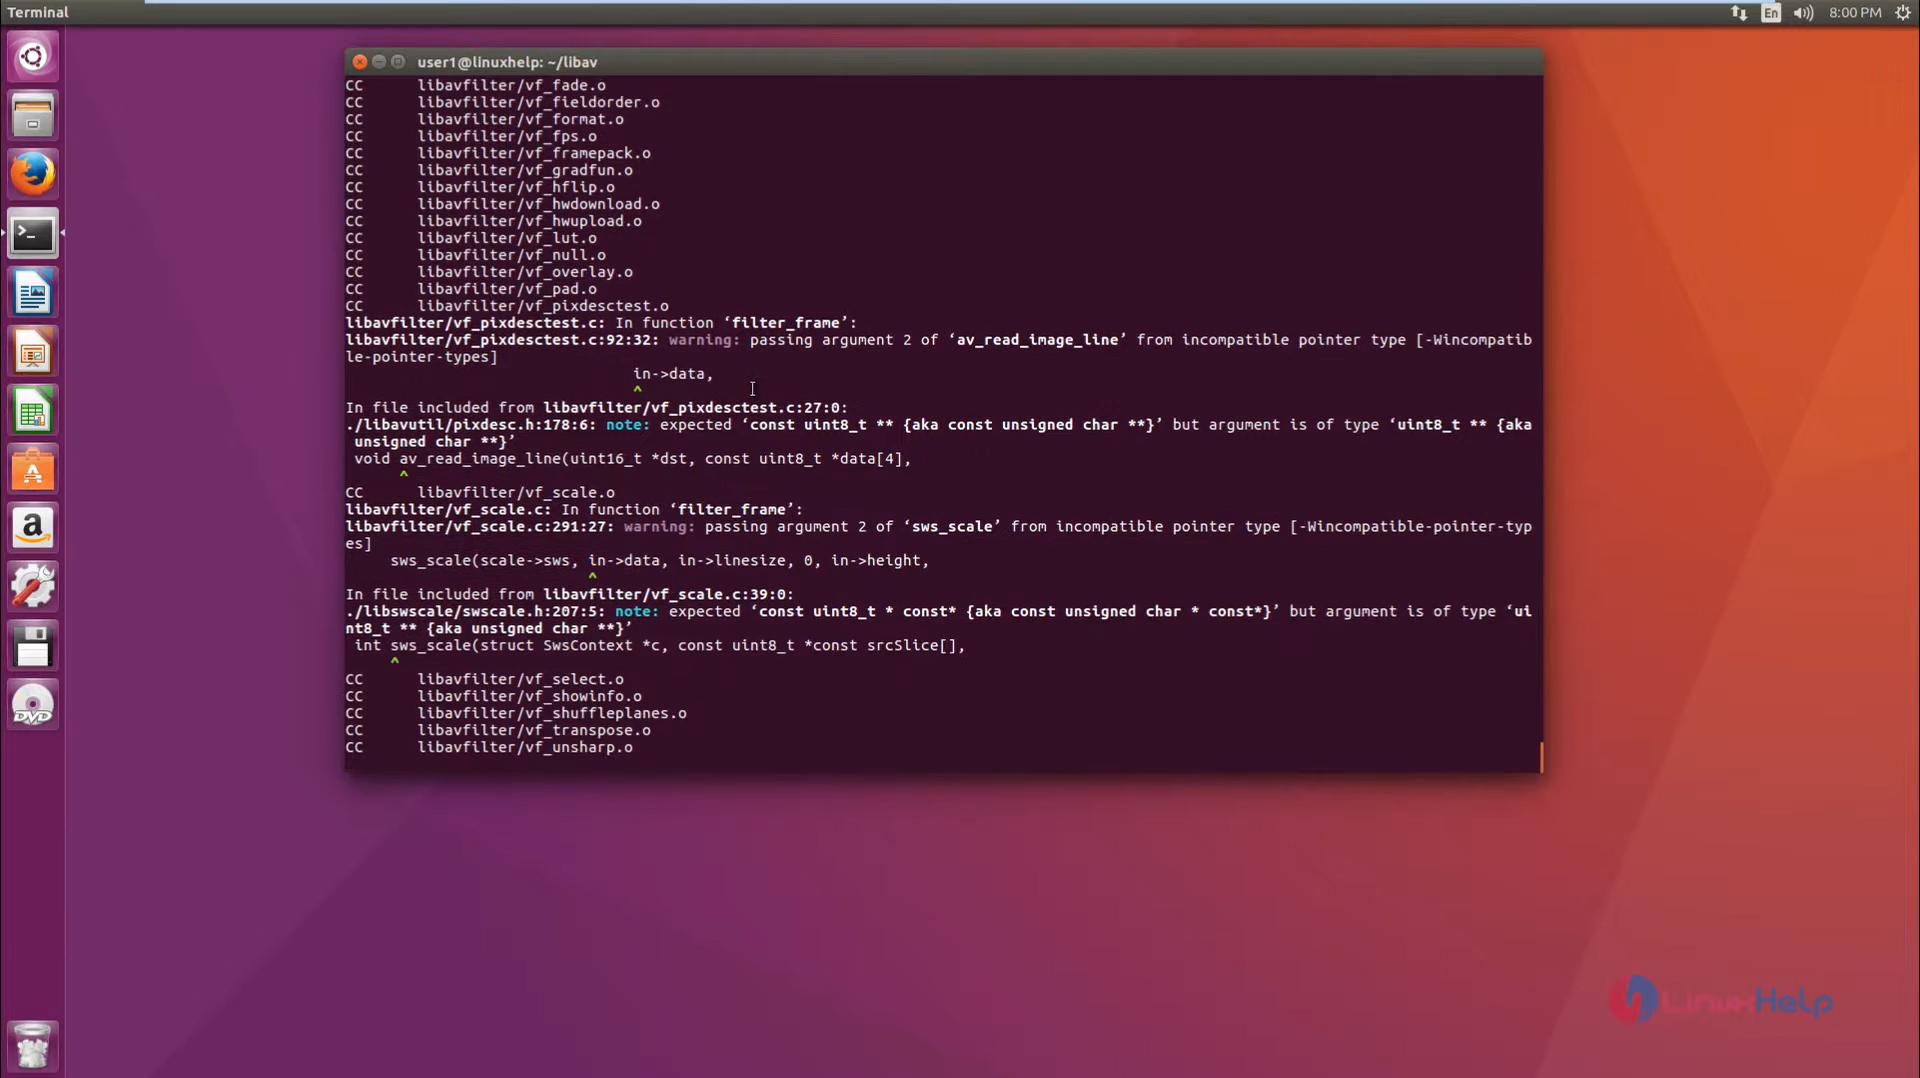 Terminal
En
8:00 PM
user1@linuxhelp: ~/libav
CC libavfilter/vf_fade.o
CC libavfilter/vf_fieldorder.o
CC libavfilter/vf_format.o
CC libavfilter/vf_fps.o
CC libavfilter/vf_framepack.o
CC libavfilter/vf_gradfun.o
CC libavfilter/vf_hflip.o
CC libavfilter/vf_hwdownload.o
CC libavfilter/vf_hwupload.o
CC libavfilter/vf_lut.o
CC libavfilter/vf_null.o
CC libavfilter/vf_overlay.o
CC libavfilter/vf_pad.o
CC libavfilter/vf_pixdesctest.o
libavfilter/vf_pixdesctest.c: In function ‘filter_frame’:
libavfilter/vf_pixdesctest.c:92:32: warning: passing argument 2 of ‘av_read_image_line’ from incompatible pointer type [-Wincompatib
le-pointer-types]
in->data,
^
In file included from libavfilter/vf_pixdesctest.c:27:0:
./libavutil/pixdesc.h:178:6: note: expected ‘const uint8_t ** {aka const unsigned char **}’ but argument is of type ‘uint8_t ** {aka
unsigned char **}’
void av_read_image_line(uint16_t *dst, const uint8_t *data[4],
^
CC libavfilter/vf_scale.o
libavfilter/vf_scale.c: In function ‘filter_frame’:
libavfilter/vf_scale.c:291:27: warning: passing argument 2 of ‘sws_scale’ from incompatible pointer type [-Wincompatible-pointer-typ
es]
sws_scale(scale->sws, in->data, in->linesize, 0, in->height,
^
In file included from libavfilter/vf_scale.c:39:0:
./libswscale/swscale.h:207:5: note: expected ‘const uint8_t * const* {aka const unsigned char * const*}’ but argument is of type ‘ui
nt8_t ** {aka unsigned char **}’
int sws_scale(struct SwsContext *c, const uint8_t *const srcSlice[],
^
CC libavfilter/vf_select.o
CC libavfilter/vf_showinfo.o
CC libavfilter/vf_shuffleplanes.o
CC libavfilter/vf_transpose.o
CC libavfilter/vf_unsharp.o
DVD
LinuxHelp